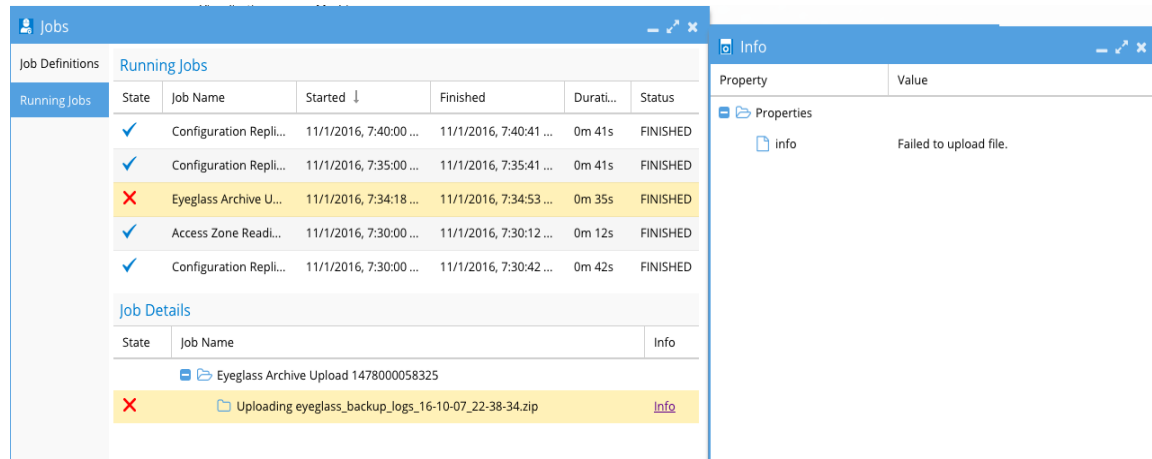 Jobs
Job Definitions
Running Jobs
Running Jobs
State Job Name Started ↓ Finished Durati... Status
Configuration Repli... 11/1/2016, 7:40:00 ... 11/1/2016, 7:40:41 ... 0m 41s FINISHED
Configuration Repli... 11/1/2016, 7:35:00 ... 11/1/2016, 7:35:41 ... 0m 41s FINISHED
Eyeglass Archive U... 11/1/2016, 7:34:18 ... 11/1/2016, 7:34:53 ... 0m 35s FINISHED
Access Zone Readi... 11/1/2016, 7:30:00 ... 11/1/2016, 7:30:12 ... 0m 12s FINISHED
Configuration Repli... 11/1/2016, 7:30:00 ... 11/1/2016, 7:30:42 ... 0m 42s FINISHED
Job Details
State Job Name Info
Eyeglass Archive Upload 1478000058325
Uploading eyeglass_backup_logs_16-10-07_22-38-34.zip Info
Info
Property Value
Properties
info Failed to upload file.